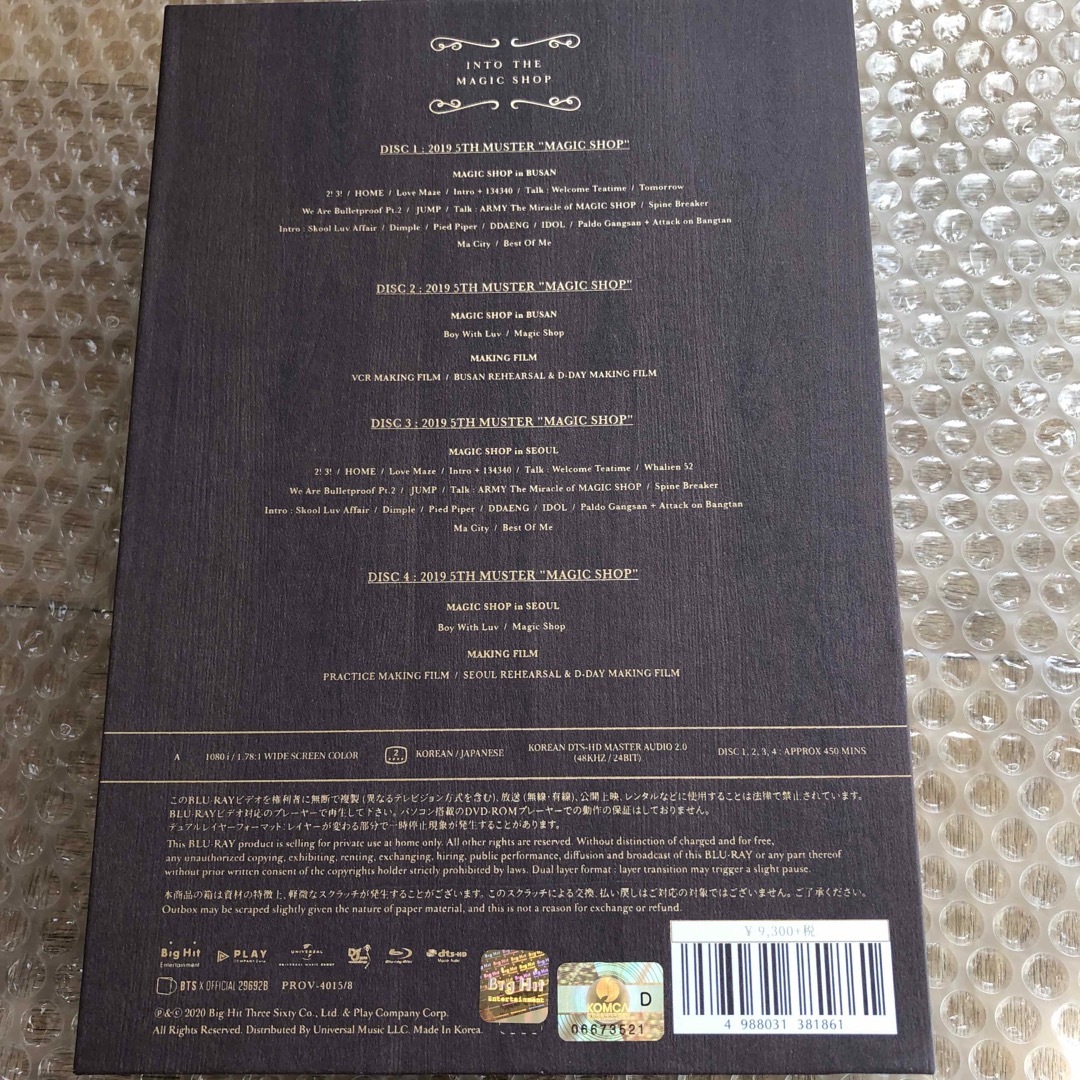 INTO THE
MAGIC SHOP
DISC 1 : 2019 5TH MUSTER "MAGIC SHOP"
MAGIC SHOP in BUSAN
2! 3! / HOME / Love Maze / Intro + 134340 / Talk : Welcome Teatime / Tomorrow
We Are Bulletproof Pt.2 / JUMP / Talk : ARMY The Miracle of MAGIC SHOP / Spine Breaker
Intro : Skool Luv Affair / Dimple / Pied Piper / DDAENG / IDOL / Paldo Gangsan + Attack on Bangtan
Ma City / Best Of Me
DISC 2 : 2019 5TH MUSTER "MAGIC SHOP"
MAGIC SHOP in BUSAN
Boy With Luv / Magic Shop
MAKING FILM
VCR MAKING FILM / BUSAN REHEARSAL & D-DAY MAKING FILM
DISC 3 : 2019 5TH MUSTER "MAGIC SHOP"
MAGIC SHOP in SEOUL
2! 3! / HOME / Love Maze / Intro + 134340 / Talk : Welcome Teatime / Whalien 52
We Are Bulletproof Pt.2 / JUMP / Talk : ARMY The Miracle of MAGIC SHOP / Spine Breaker
Intro : Skool Luv Affair / Dimple / Pied Piper / DDAENG / IDOL / Paldo Gangsan + Attack on Bangtan
Ma City / Best Of Me
DISC 4 : 2019 5TH MUSTER "MAGIC SHOP"
MAGIC SHOP in SEOUL
Boy With Luv / Magic Shop
MAKING FILM
PRACTICE MAKING FILM / SEOUL REHEARSAL & D-DAY MAKING FILM
A 1080i / 1.78:1 WIDE SCREEN COLOR 2 KOREAN / JAPANESE KOREAN DTS-HD MASTER AUDIO 2.0 DISC 1, 2, 3, 4 : APPROX 450 MINS
(48KHZ / 24BIT)
このBLU-RAYビデオを権利者に無断で複製 (異なるテレビジョン方式を含む)、放送 (無線・有線)、公開上映、レンタルなどに使用することは法律で禁止されています。
BLU-RAYビデオ対応のプレーヤーで再生して下さい。パソコン搭載のDVD-ROMプレーヤーでの動作の保証はしておりません。
デュアルレイヤーフォーマット：レイヤーが変わる部分で一時停止現象が発生することがあります。
This BLU-RAY product is selling for private use at home only. All other rights are reserved. Without distinction of charged and for free,
any unauthorized copying, exhibiting, renting, exchanging, hiring, public performance, diffusion and broadcast of this BLU-RAY or any part thereof
without prior written consent of the copyrights holder strictly prohibited by laws. Dual layer format : layer transition may trigger a slight pause.
本商品の箱は資材の特徴上、軽微なスクラッチが発生することがございます。このスクラッチによる交換、払い戻しはご対応の対象ではございません。ご了承ください。
Outbox may be scraped slightly given the nature of paper material, and this is not a reason for exchange or refund.
¥ 9,300+税
Big Hit
Entertainment
PLAY
COMPANY Corp.
UNIVERSAL
UNIVERSAL MUSIC GROUP
Blu-ray Disc
dts-HD
Master Audio
BTS X OFFICIAL 29692B PROV-4015/8
Big Hit
Entertainment
KOMCA
D
06673521
4 988031 381861
℗&© 2020 Big Hit Three Sixty Co., Ltd. & Play Company Corp.
All Rights Reserved. Distributed By Universal Music LLC. Made In Korea.